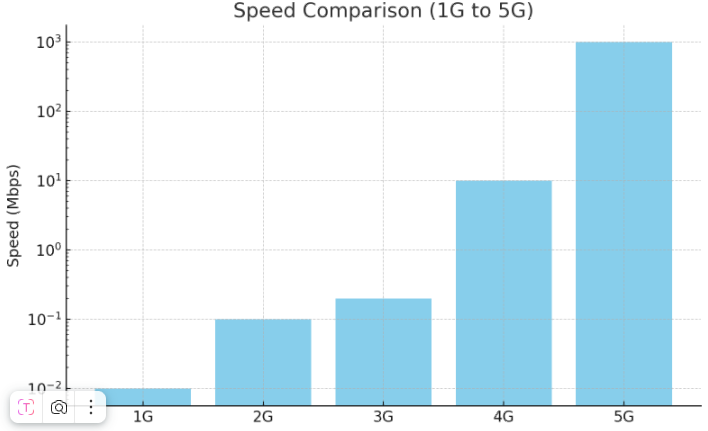 Speed Comparison (1G to 5G)
Speed (Mbps)
10³
10²
10¹
10⁰
10⁻¹
10⁻²
1G 2G 3G 4G 5G
T